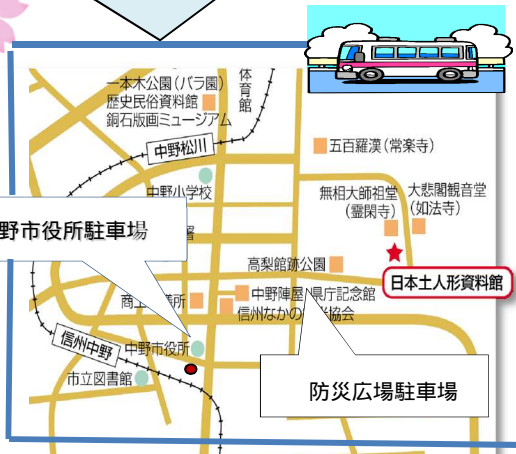 一本木公園(バラ園)
歴史民俗資料館
銅石版画ミュージアム
体育館
中野松川
五百羅漢(常楽寺)
中野小学校
無相大師祖堂
(霊閑寺)
大悲閣観音堂
(如法寺)
野市役所駐車場
署
高梨館跡公園
日本土人形資料館
中野陣屋・県庁記念館
商工
所
信州なかの
協会
信州中野
中野市役所
市立図書館
防災広場駐車場